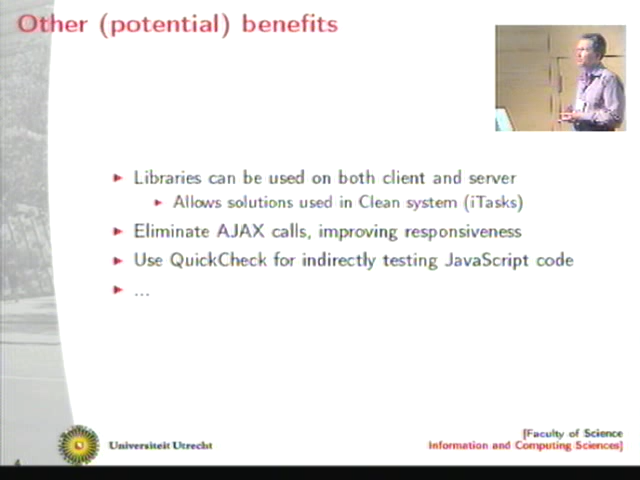 Other (potential) benefits
Libraries can be used on both client and server
Allows solutions used in Clean system (iTasks)
Eliminate AJAX calls, improving responsiveness
Use QuickCheck for indirectly testing JavaScript code
...
Universiteit Utrecht
[Faculty of Science
Information and Computing Sciences]